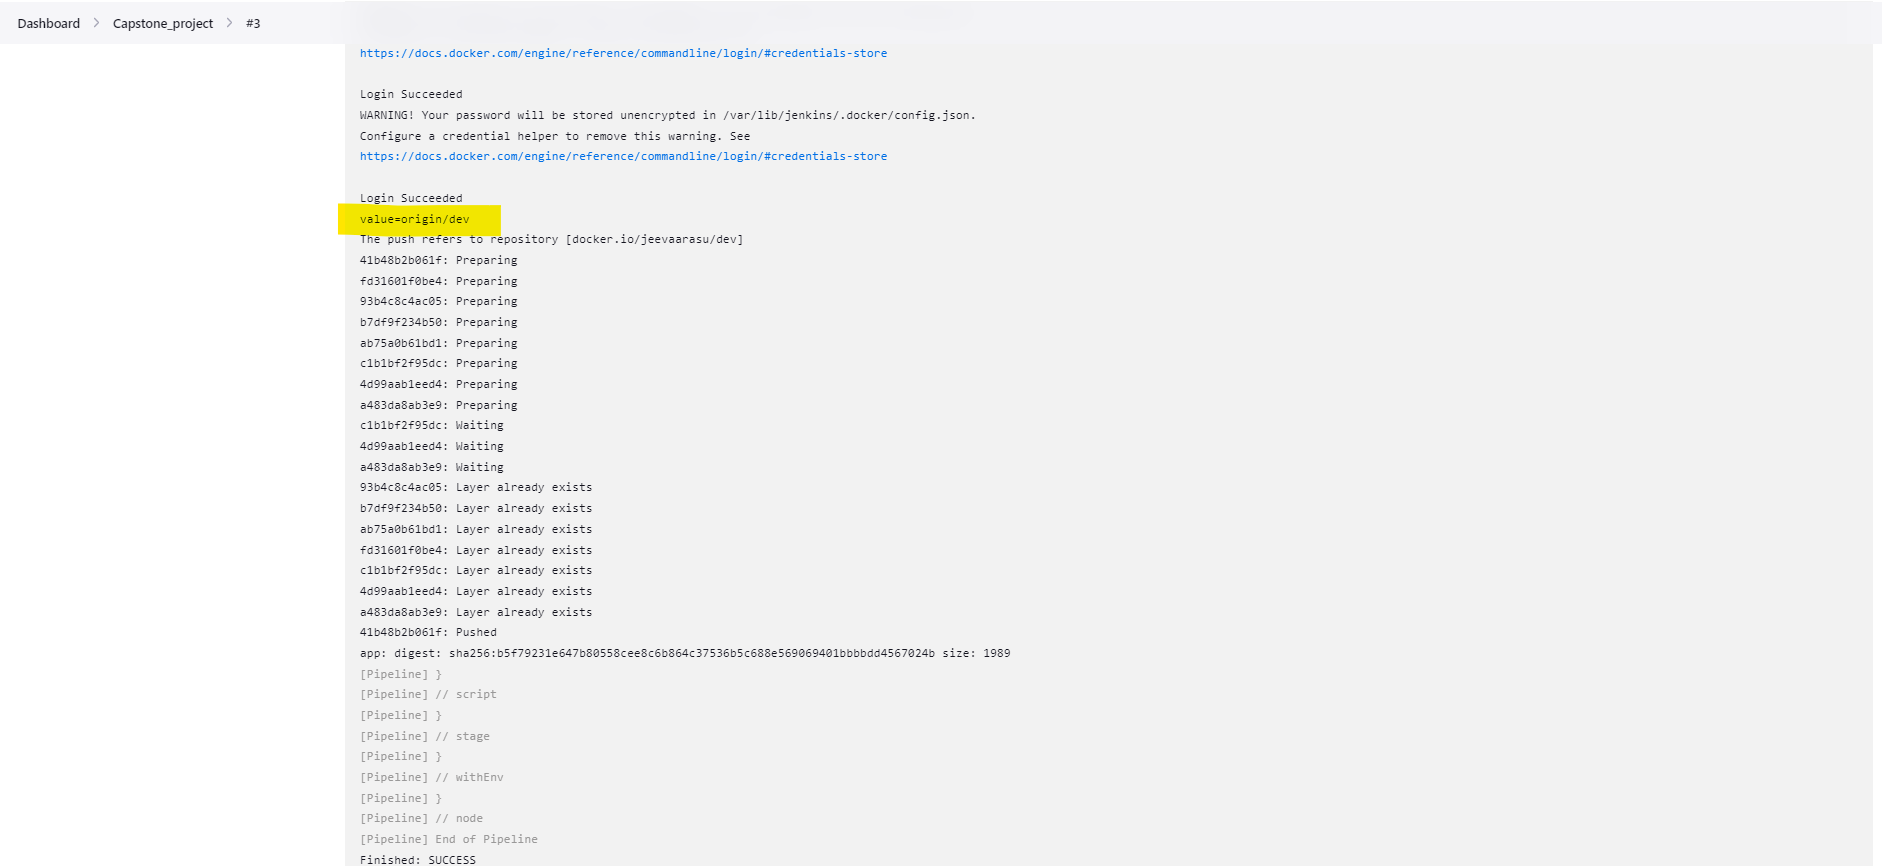 Dashboard > Capstone_project > #3
https://docs.docker.com/engine/reference/commandline/login/#credentials-store
Login Succeeded
WARNING! Your password will be stored unencrypted in /var/lib/jenkins/.docker/config.json.
Configure a credential helper to remove this warning. See
https://docs.docker.com/engine/reference/commandline/login/#credentials-store
Login Succeeded
value=origin/dev
The push refers to repository [docker.io/jeevaarasu/dev]
41b48b2b061f: Preparing
fd31601f0be4: Preparing
93b4c8c4ac05: Preparing
b7df9f234b50: Preparing
ab75a0b61bd1: Preparing
c1b1bf2f95dc: Preparing
4d99aab1eed4: Preparing
a483da8ab3e9: Preparing
c1b1bf2f95dc: Waiting
4d99aab1eed4: Waiting
a483da8ab3e9: Waiting
93b4c8c4ac05: Layer already exists
b7df9f234b50: Layer already exists
ab75a0b61bd1: Layer already exists
fd31601f0be4: Layer already exists
c1b1bf2f95dc: Layer already exists
4d99aab1eed4: Layer already exists
a483da8ab3e9: Layer already exists
41b48b2b061f: Pushed
app: digest: sha256:b5f79231e647b80558cee8c6b864c37536b5c688e569069401bbbbdd4567024b size: 1989
[Pipeline] }
[Pipeline] // script
[Pipeline] }
[Pipeline] // stage
[Pipeline] }
[Pipeline] // withEnv
[Pipeline] }
[Pipeline] // node
[Pipeline] End of Pipeline
Finished: SUCCESS